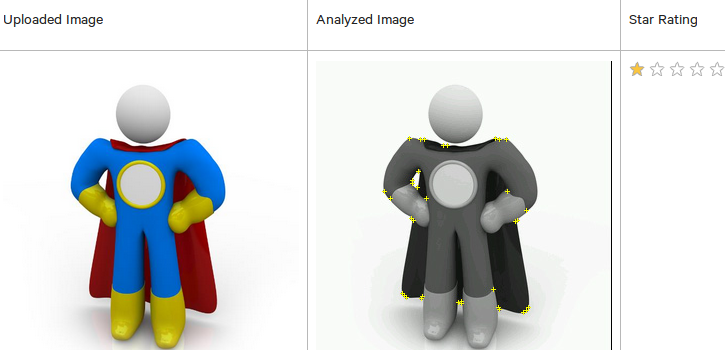 Uploaded Image
Analyzed Image
Star Rating